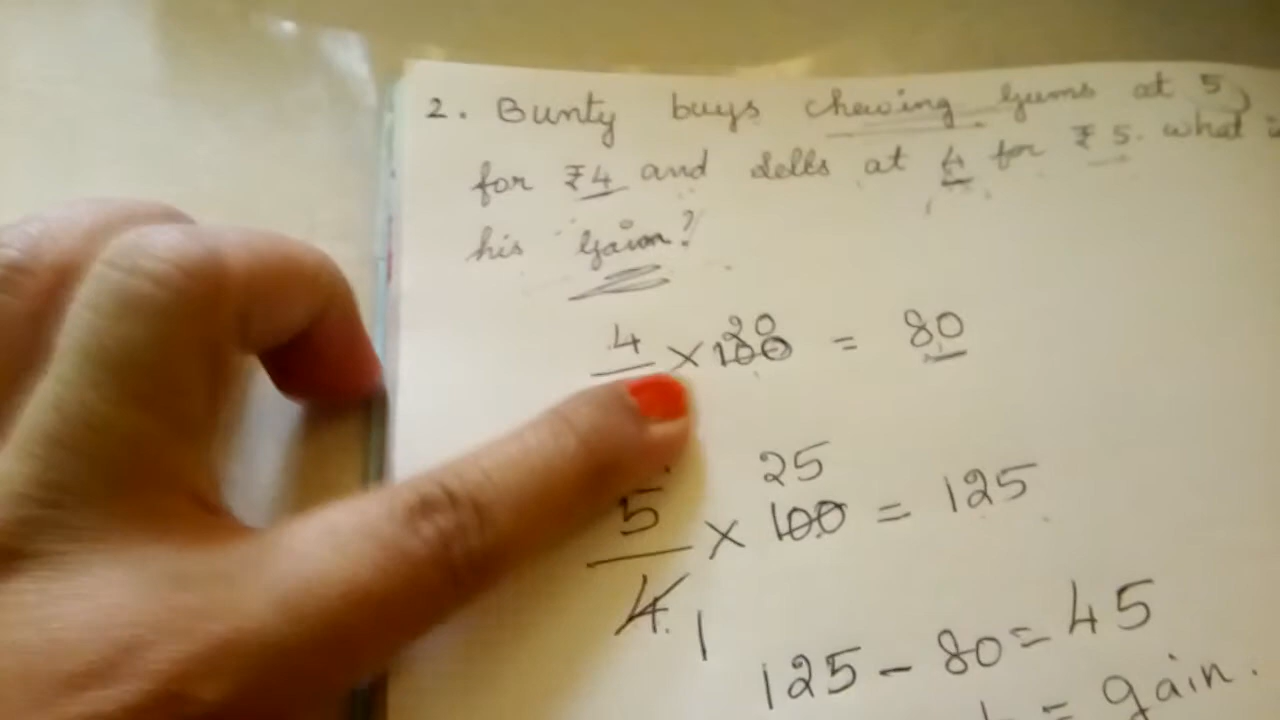 2. Bunty buys chewing Gums at 5
for ₹4 and sells at 4 for ₹ 5. what
his Gain?
4 × 100 = 80
20
25
5/4 × 100 = 125
1
125 - 80 = 45
= gain.